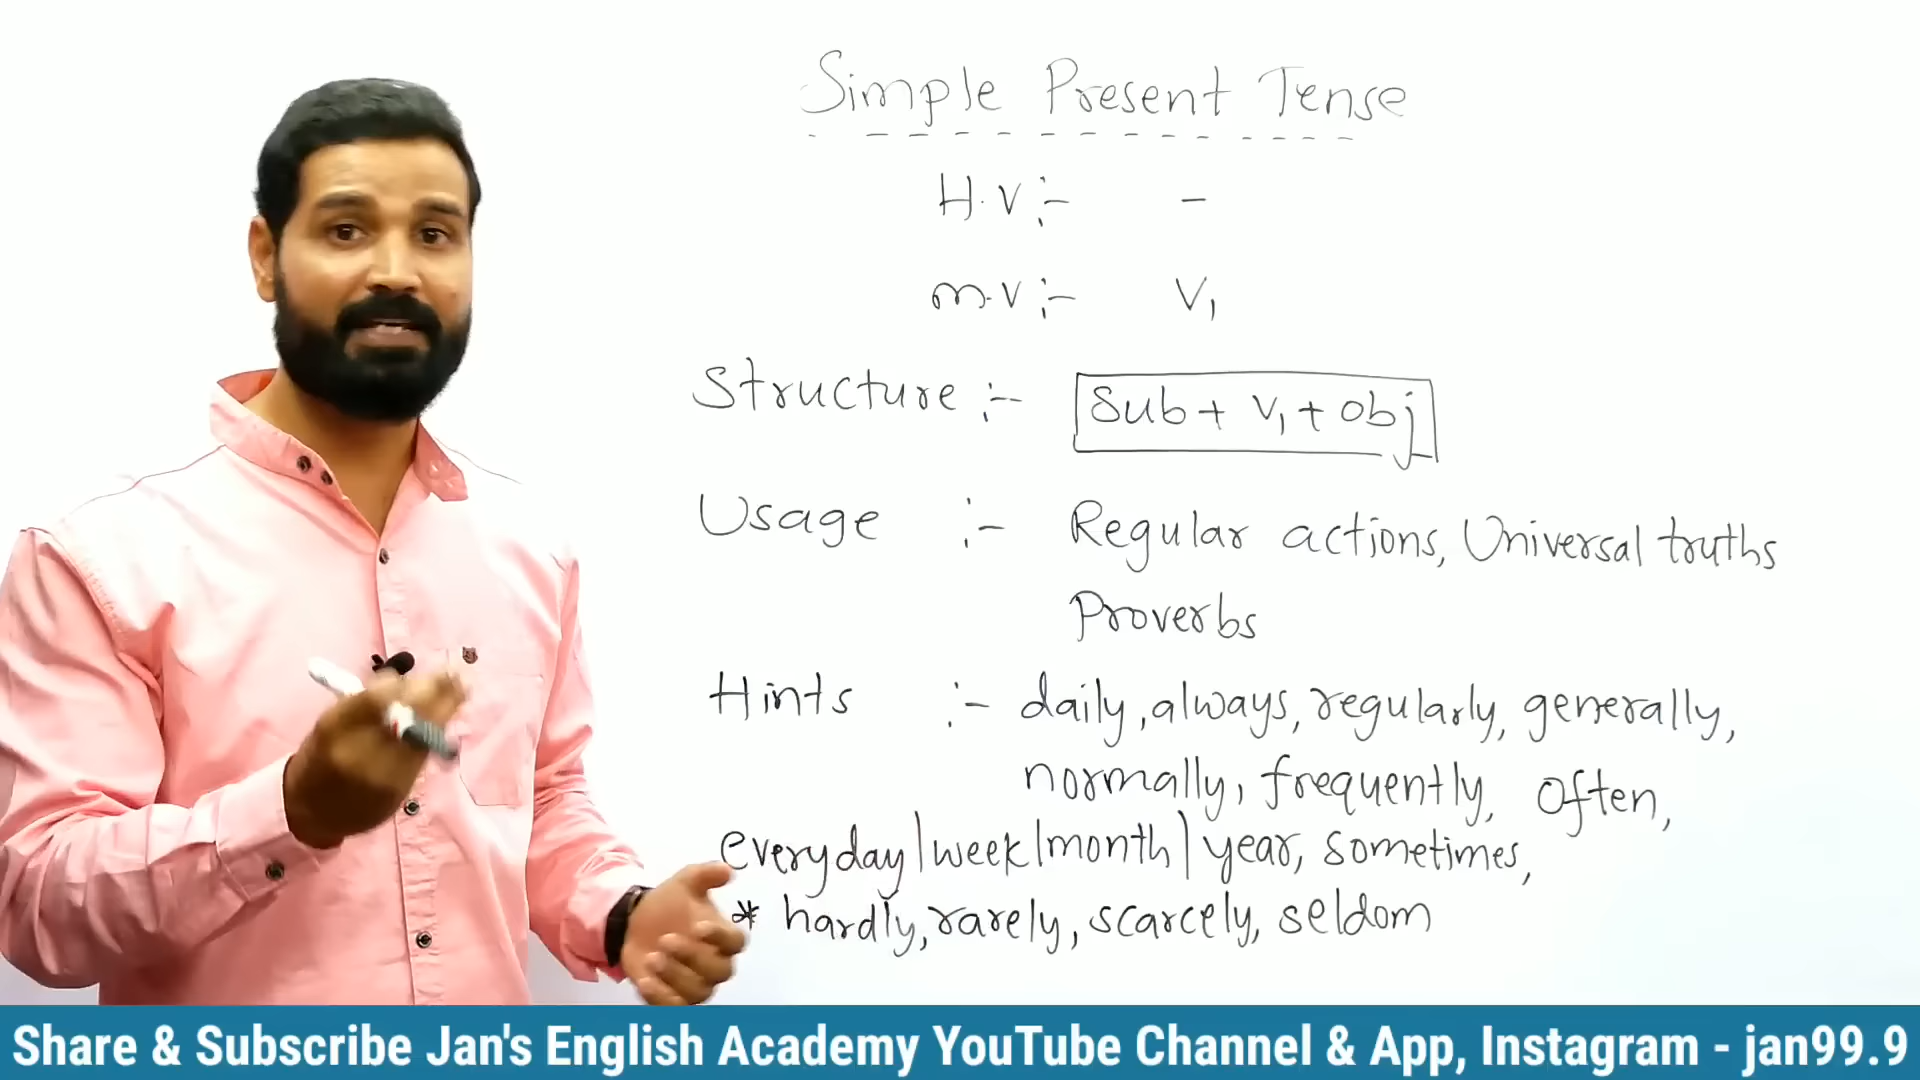 Simple Present Tense
H.V :- -
m.v :- V1
Structure :- Sub + V1 + obj
Usage :- Regular actions, Universal truths
Proverbs
Hints :- daily, always, regularly, generally,
normally, frequently, often,
everyday|week|month|year, sometimes,
* hardly, rarely, scarcely, seldom
Share & Subscribe Jan's English Academy YouTube Channel & App, Instagram - jan99.9